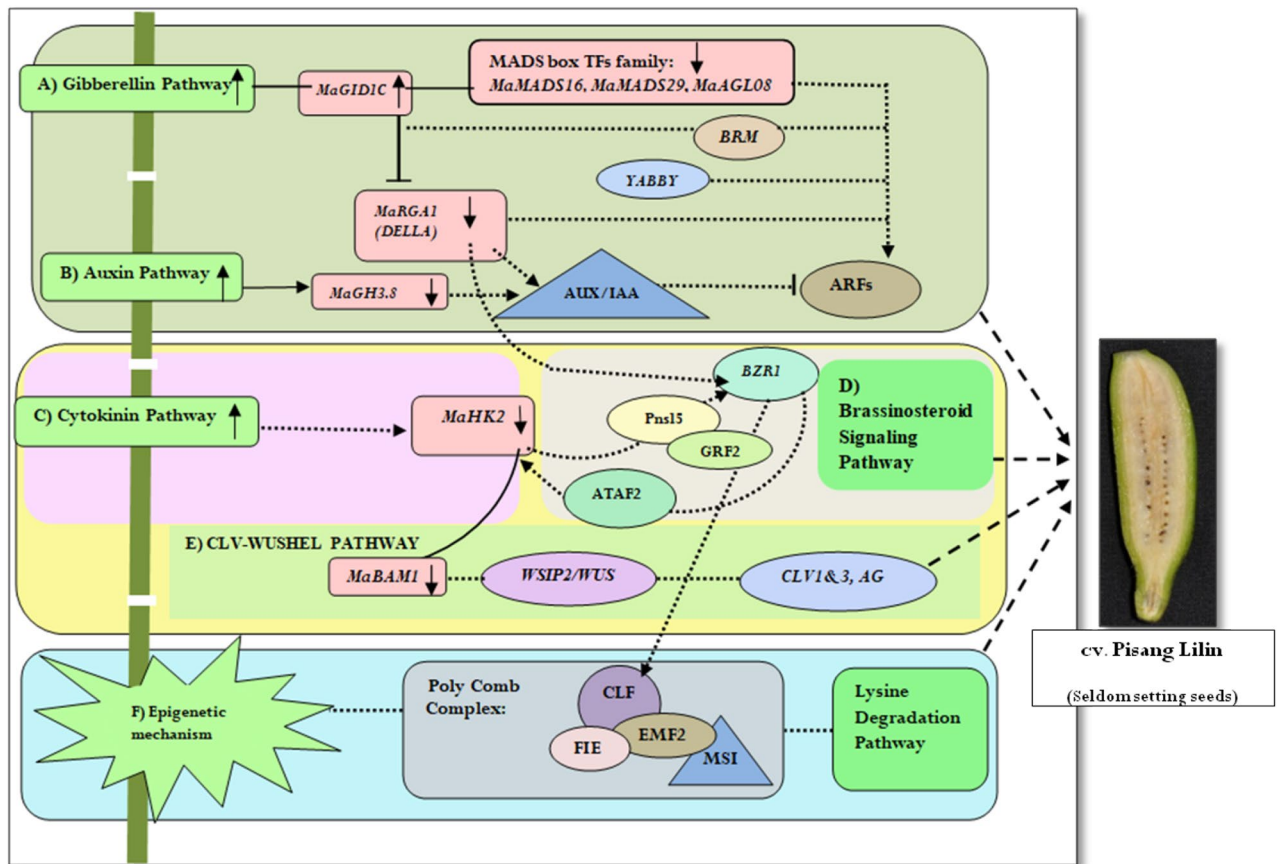 A) Gibberellin Pathway
MaGID1C
MADS box TFs family:
MaMADS16, MaMADS29, MaAGL08
BRM
YABBY
MaRGA1
(DELLA)
B) Auxin Pathway
MaGH3.8
AUX/IAA
ARFs
C) Cytokinin Pathway
MaHK2
BZR1
Pnsl5
GRF2
ATAF2
D)
Brassinosteroid
Signaling
Pathway
E) CLV-WUSHEL PATHWAY
MaBAM1
WSIP2/WUS
CLV1& 3, AG
F) Epigenetic
mechanism
Poly Comb
Complex:
CLF
FIE
EMF2
MSI
Lysine
Degradation
Pathway
cv. Pisang Lilin
(Seldom setting seeds)